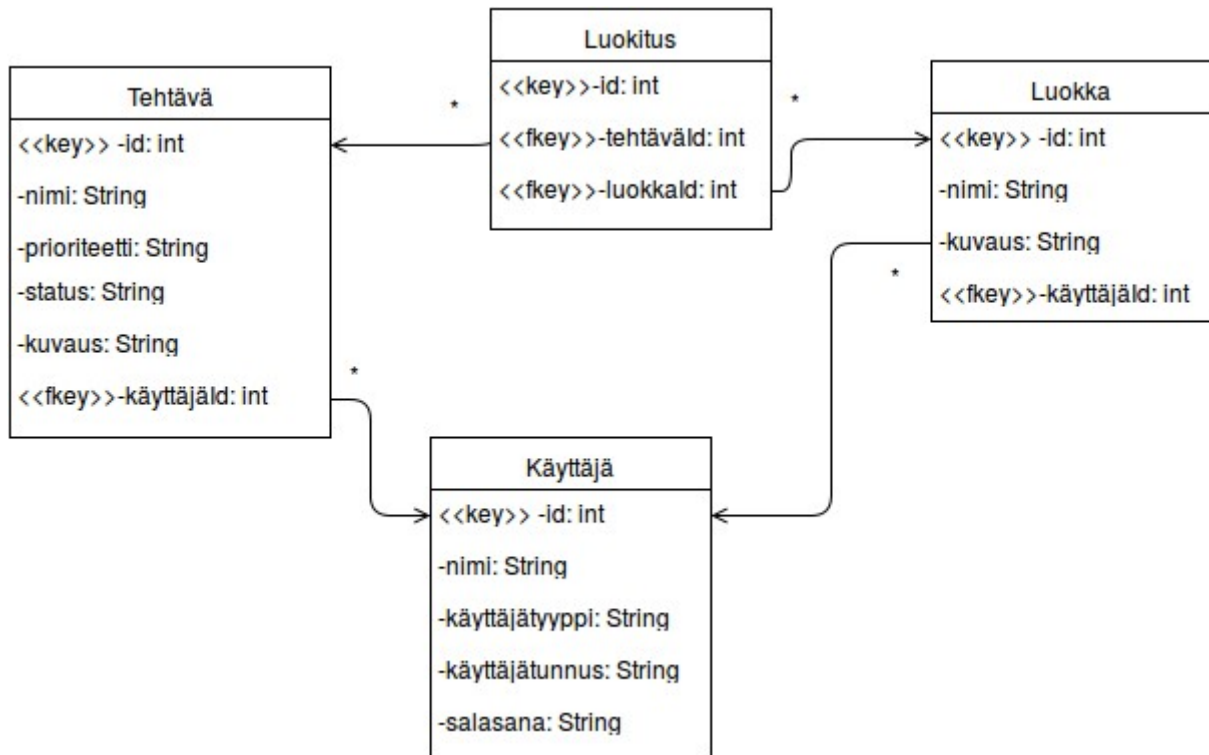 Tehtävä
<<key>> -id: int
-nimi: String
-prioriteetti: String
-status: String
-kuvaus: String
<<fkey>>-käyttäjäId: int
*
*
Luokitus
<<key>>-id: int
<<fkey>>-tehtäväId: int
<<fkey>>-luokkaId: int
*
Luokka
<<key>> -id: int
-nimi: String
-kuvaus: String
<<fkey>>-käyttäjäId: int
*
Käyttäjä
<<key>> -id: int
-nimi: String
-käyttäjätyyppi: String
-käyttäjätunnus: String
-salasana: String